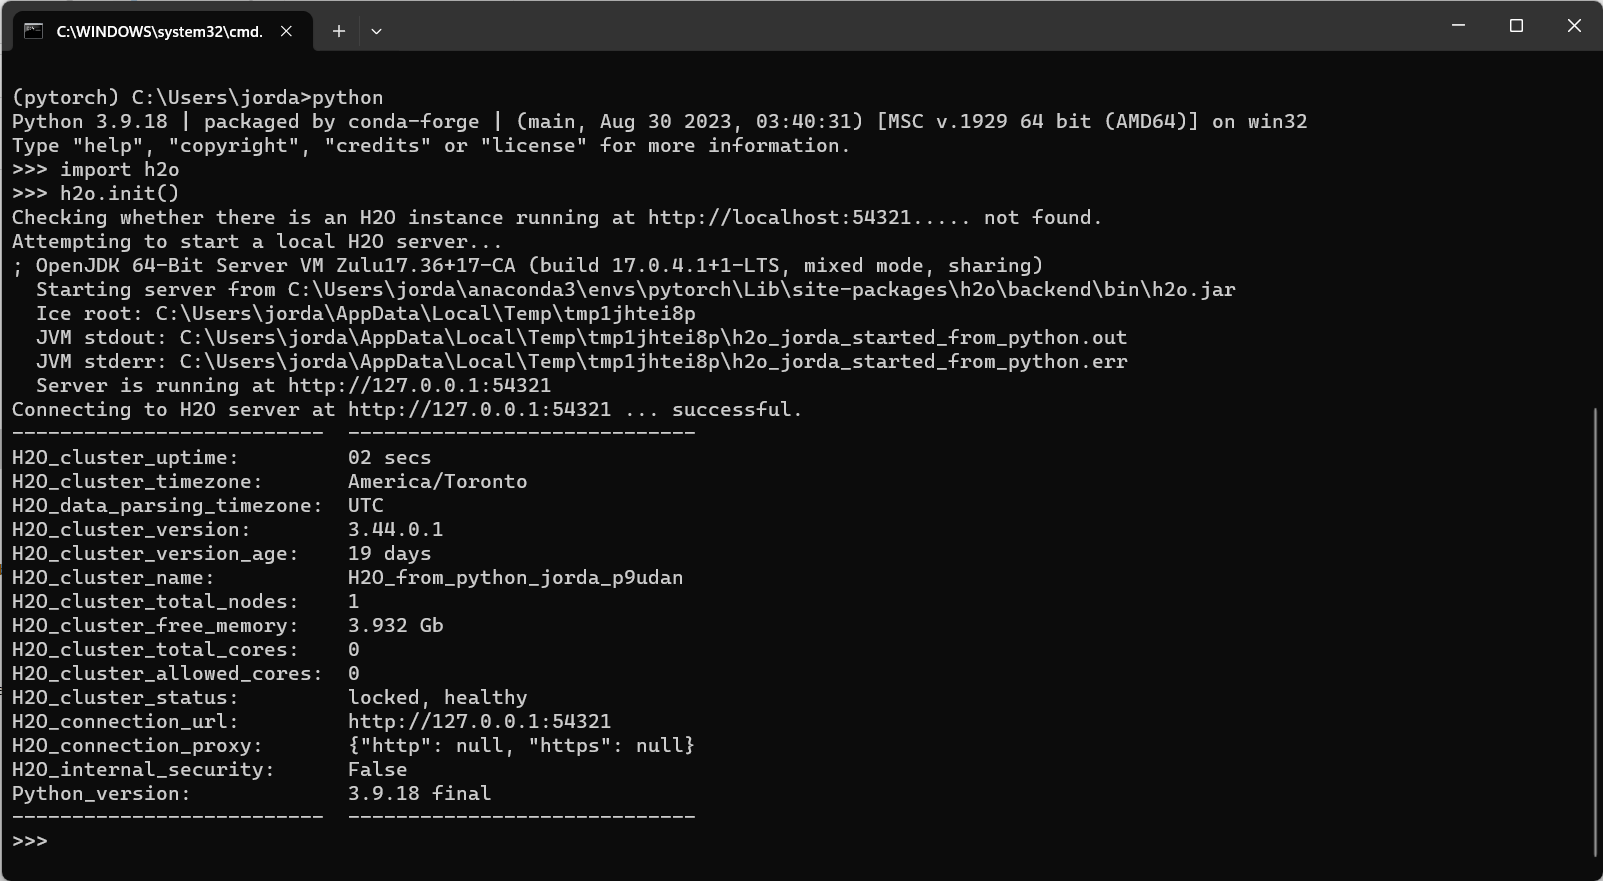 C:\WINDOWS\system32\cmd.
(pytorch) C:\Users\jorda>python
Python 3.9.18 | packaged by conda-forge | (main, Aug 30 2023, 03:40:31) [MSC v.1929 64 bit (AMD64)] on win32
Type "help", "copyright", "credits" or "license" for more information.
>>> import h2o
>>> h2o.init()
Checking whether there is an H2O instance running at http://localhost:54321..... not found.
Attempting to start a local H2O server...
; OpenJDK 64-Bit Server VM Zulu17.36+17-CA (build 17.0.4.1+1-LTS, mixed mode, sharing)
  Starting server from C:\Users\jorda\anaconda3\envs\pytorch\Lib\site-packages\h2o\backend\bin\h2o.jar
  Ice root: C:\Users\jorda\AppData\Local\Temp\tmp1jhtei8p
  JVM stdout: C:\Users\jorda\AppData\Local\Temp\tmp1jhtei8p\h2o_jorda_started_from_python.out
  JVM stderr: C:\Users\jorda\AppData\Local\Temp\tmp1jhtei8p\h2o_jorda_started_from_python.err
  Server is running at http://127.0.0.1:54321
Connecting to H2O server at http://127.0.0.1:54321 ... successful.
--------------------------  -----------------------------
H2O_cluster_uptime:         02 secs
H2O_cluster_timezone:       America/Toronto
H2O_data_parsing_timezone:  UTC
H2O_cluster_version:        3.44.0.1
H2O_cluster_version_age:    19 days
H2O_cluster_name:           H2O_from_python_jorda_p9udan
H2O_cluster_total_nodes:    1
H2O_cluster_free_memory:    3.932 Gb
H2O_cluster_total_cores:    0
H2O_cluster_allowed_cores:  0
H2O_cluster_status:         locked, healthy
H2O_connection_url:         http://127.0.0.1:54321
H2O_connection_proxy:       {"http": null, "https": null}
H2O_internal_security:      False
Python_version:             3.9.18 final
--------------------------  -----------------------------
>>>